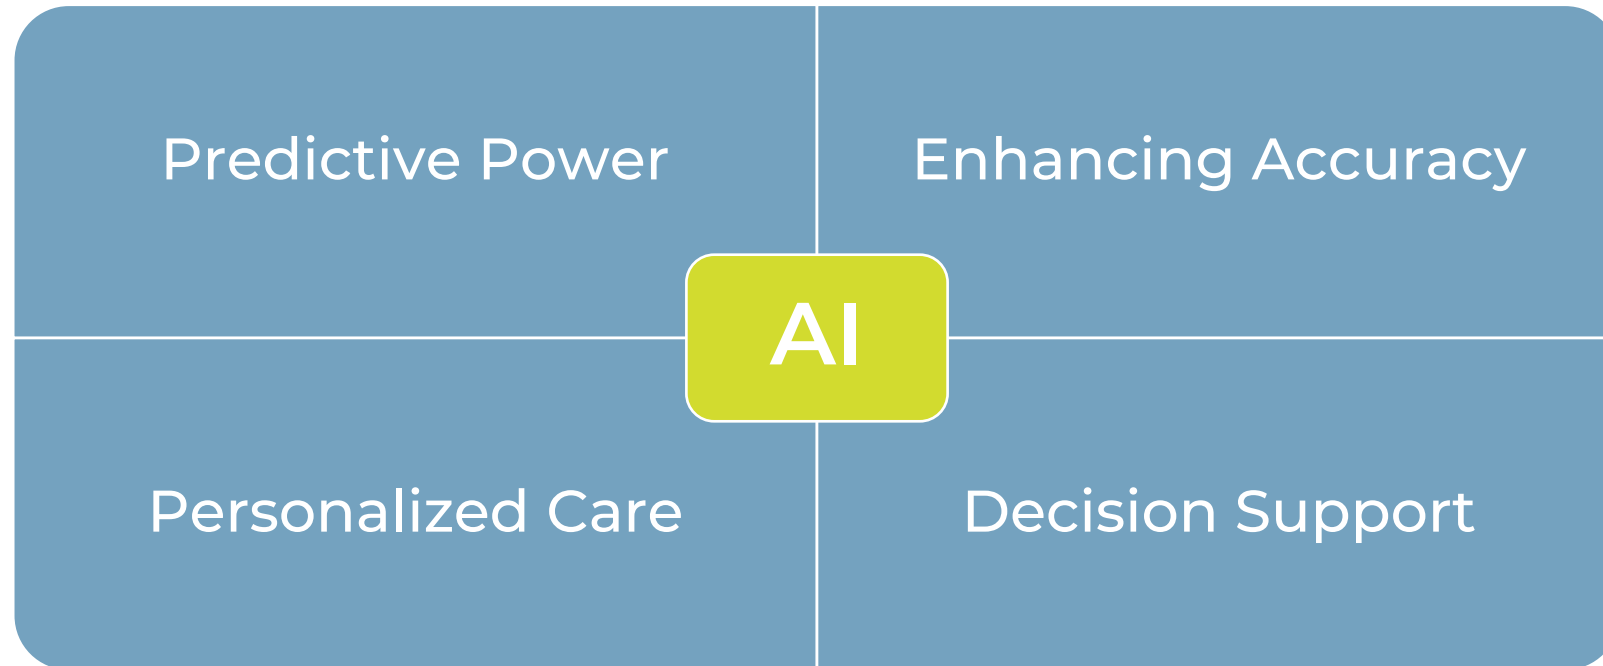 Predictive Power
Enhancing Accuracy
AI
Personalized Care
Decision Support